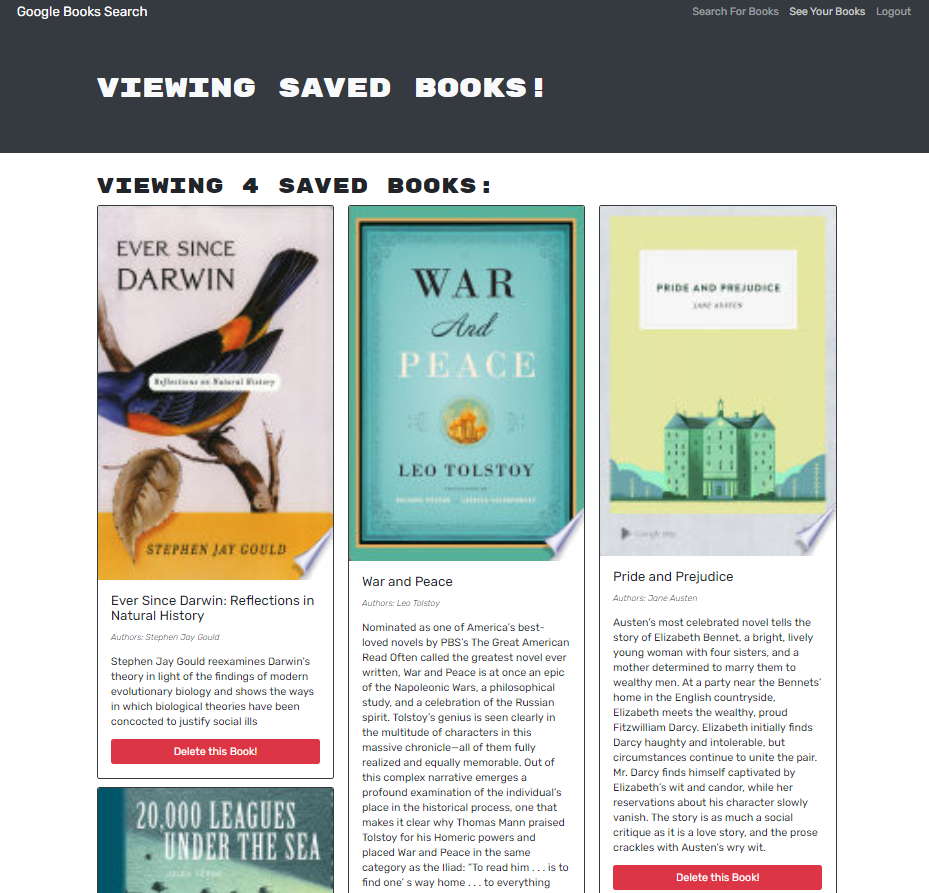 Google Books Search
Search For Books See Your Books Logout
VIEWING SAVED BOOKS!
VIEWING 4 SAVED BOOKS:
EVER SINCE
DARWIN
Reflections on Natural History
STEPHEN JAY GOULD
Ever Since Darwin: Reflections in
Natural History
Authors: Stephen Jay Gould
Stephen Jay Gould reexamines Darwin's
theory in light of the findings of modern
evolutionary biology and shows the ways
in which biological theories have been
concocted to justify social ills
Delete this Book!
20,000 LEAGUES
UNDER THE SEA
WAR
And
PEACE
LEO TOLSTOY
War and Peace
Authors: Leo Tolstoy
Nominated as one of America's best-
loved novels by PBS's The Great American
Read Often called the greatest novel ever
written, War and Peace is at once an epic
of the Napoleonic Wars, a philosophical
study, and a celebration of the Russian
spirit. Tolstoy's genius is seen clearly in
the multitude of characters in this
massive chronicle—all of them fully
realized and equally memorable. Out of
this complex narrative emerges a
profound examination of the individual's
place in the historical process, one that
makes it clear why Thomas Mann praised
Tolstoy for his Homeric powers and
placed War and Peace in the same
category as the Iliad: "To read him . . . is to
find one' s way home . . . to everything
PRIDE AND PREJUDICE
JANE AUSTEN
Pride and Prejudice
Authors: Jane Austen
Austen's most celebrated novel tells the
story of Elizabeth Bennet, a bright, lively
young woman with four sisters, and a
mother determined to marry them to
wealthy men. At a party near the Bennets'
home in the English countryside,
Elizabeth meets the wealthy, proud
Fitzwilliam Darcy. Elizabeth initially finds
Darcy haughty and intolerable, but
circumstances continue to unite the pair.
Mr. Darcy finds himself captivated by
Elizabeth's wit and candor, while her
reservations about his character slowly
vanish. The story is as much a social
critique as it is a love story, and the prose
crackles with Austen's wry wit.
Delete this Book!